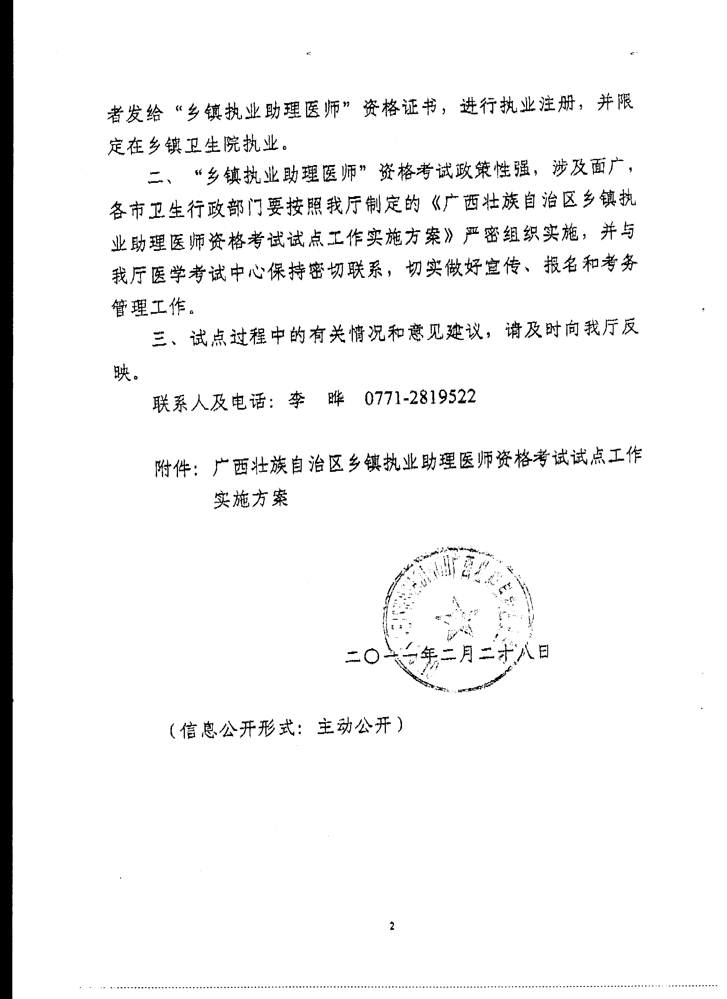 者发给“乡镇执业助理医师”资格证书，进行执业注册，并限
定在乡镇卫生院执业。
二、“乡镇执业助理医师”资格考试政策性强，涉及面广，
各市卫生行政部门要按照我厅制定的《广西壮族自治区乡镇执
业助理医师资格考试试点工作实施方案》严密组织实施，并与
我厅医学考试中心保持密切联系，切实做好宣传、报名和考务
管理工作。
三、试点过程中的有关情况和意见建议，请及时向我厅反
映。
联系人及电话：李 晔 0771-2819522
附件：广西壮族自治区乡镇执业助理医师资格考试试点工作
实施方案
二〇一一年二月二十八日
（信息公开形式：主动公开）
2